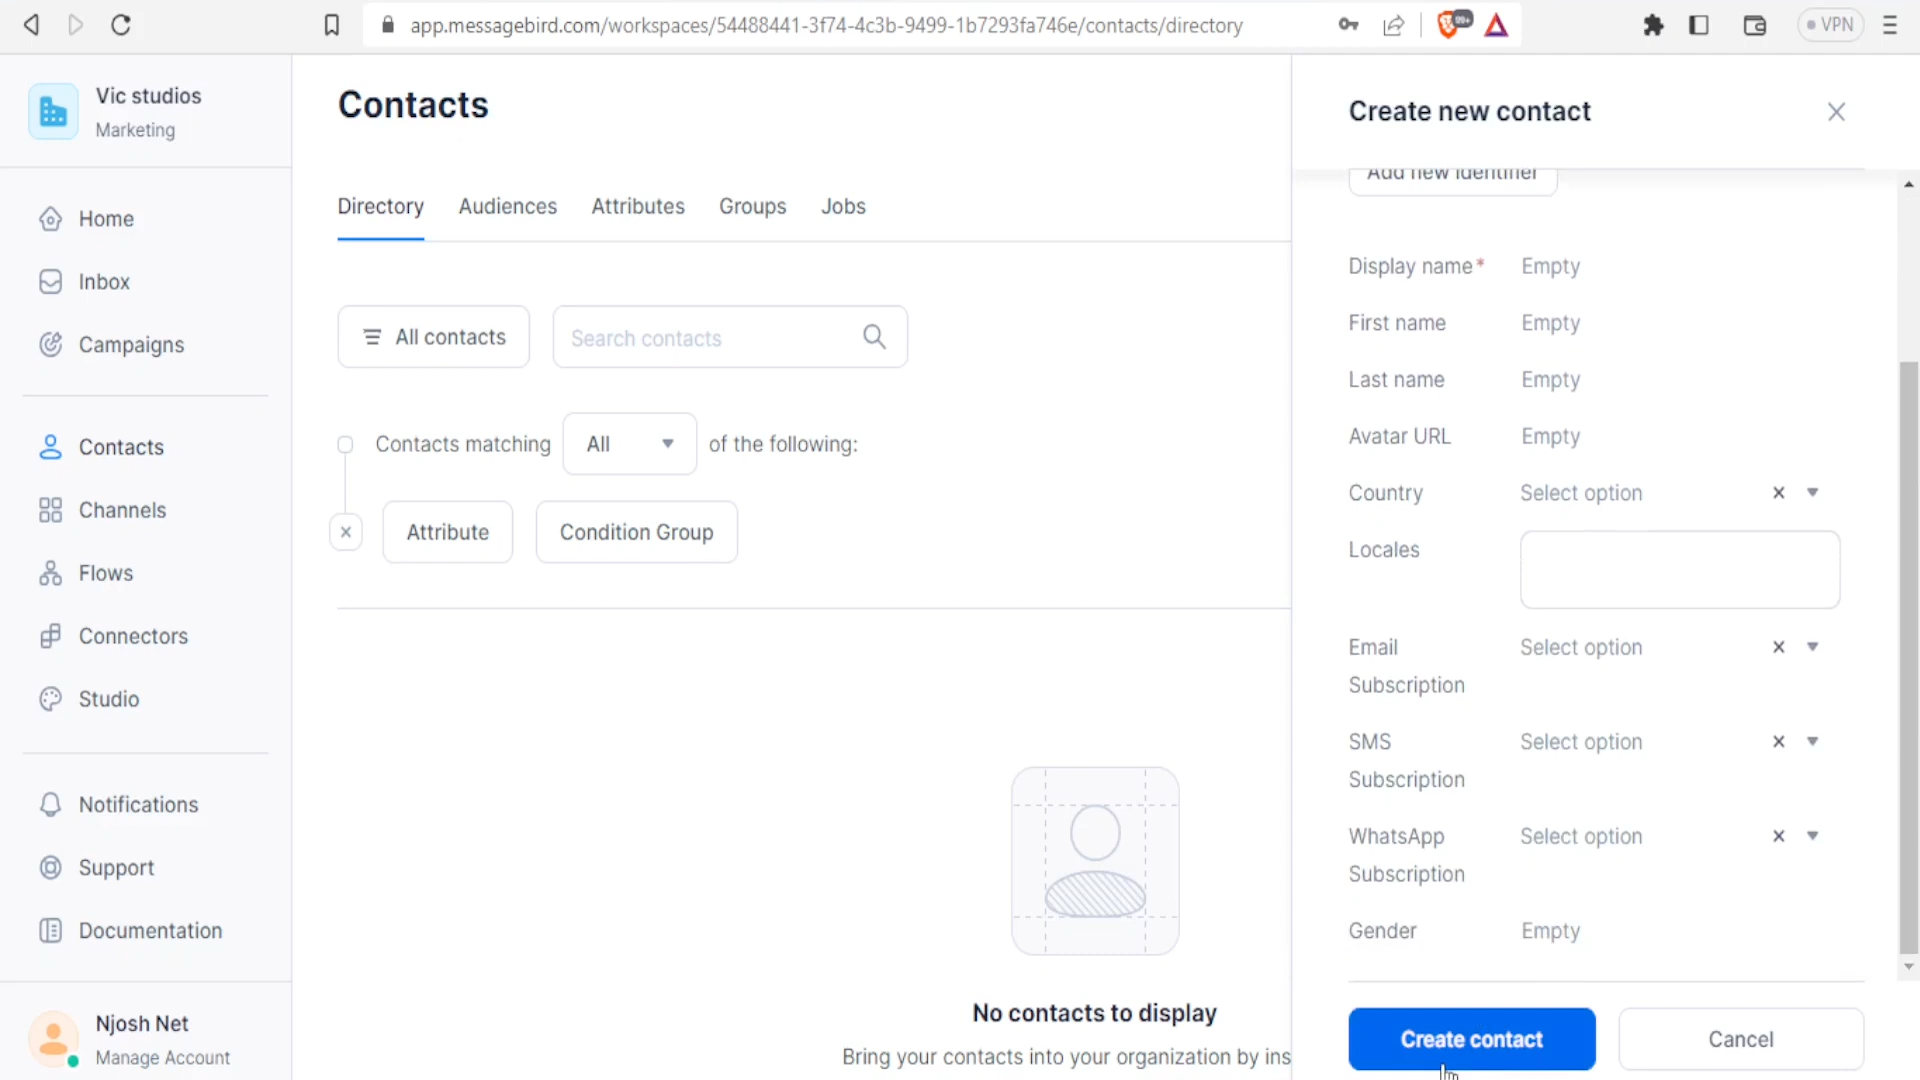 app.messagebird.com/workspaces/54488441-3f74-4c3b-9499-1b7293fa746e/contacts/directory
99+
VPN
Vic studios
Marketing
Home
Inbox
Campaigns
Contacts
Channels
Flows
Connectors
Studio
Notifications
Support
Documentation
Njosh Net
Manage Account
Contacts
Directory Audiences Attributes Groups Jobs
All contacts
Search contacts
Contacts matching All of the following:
Attribute Condition Group
No contacts to display
Bring your contacts into your organization by ins
Create new contact
Add new identifier
Display name* Empty
First name Empty
Last name Empty
Avatar URL Empty
Country Select option
Locales
Email Select option
Subscription
SMS Select option
Subscription
WhatsApp Select option
Subscription
Gender Empty
Create contact Cancel